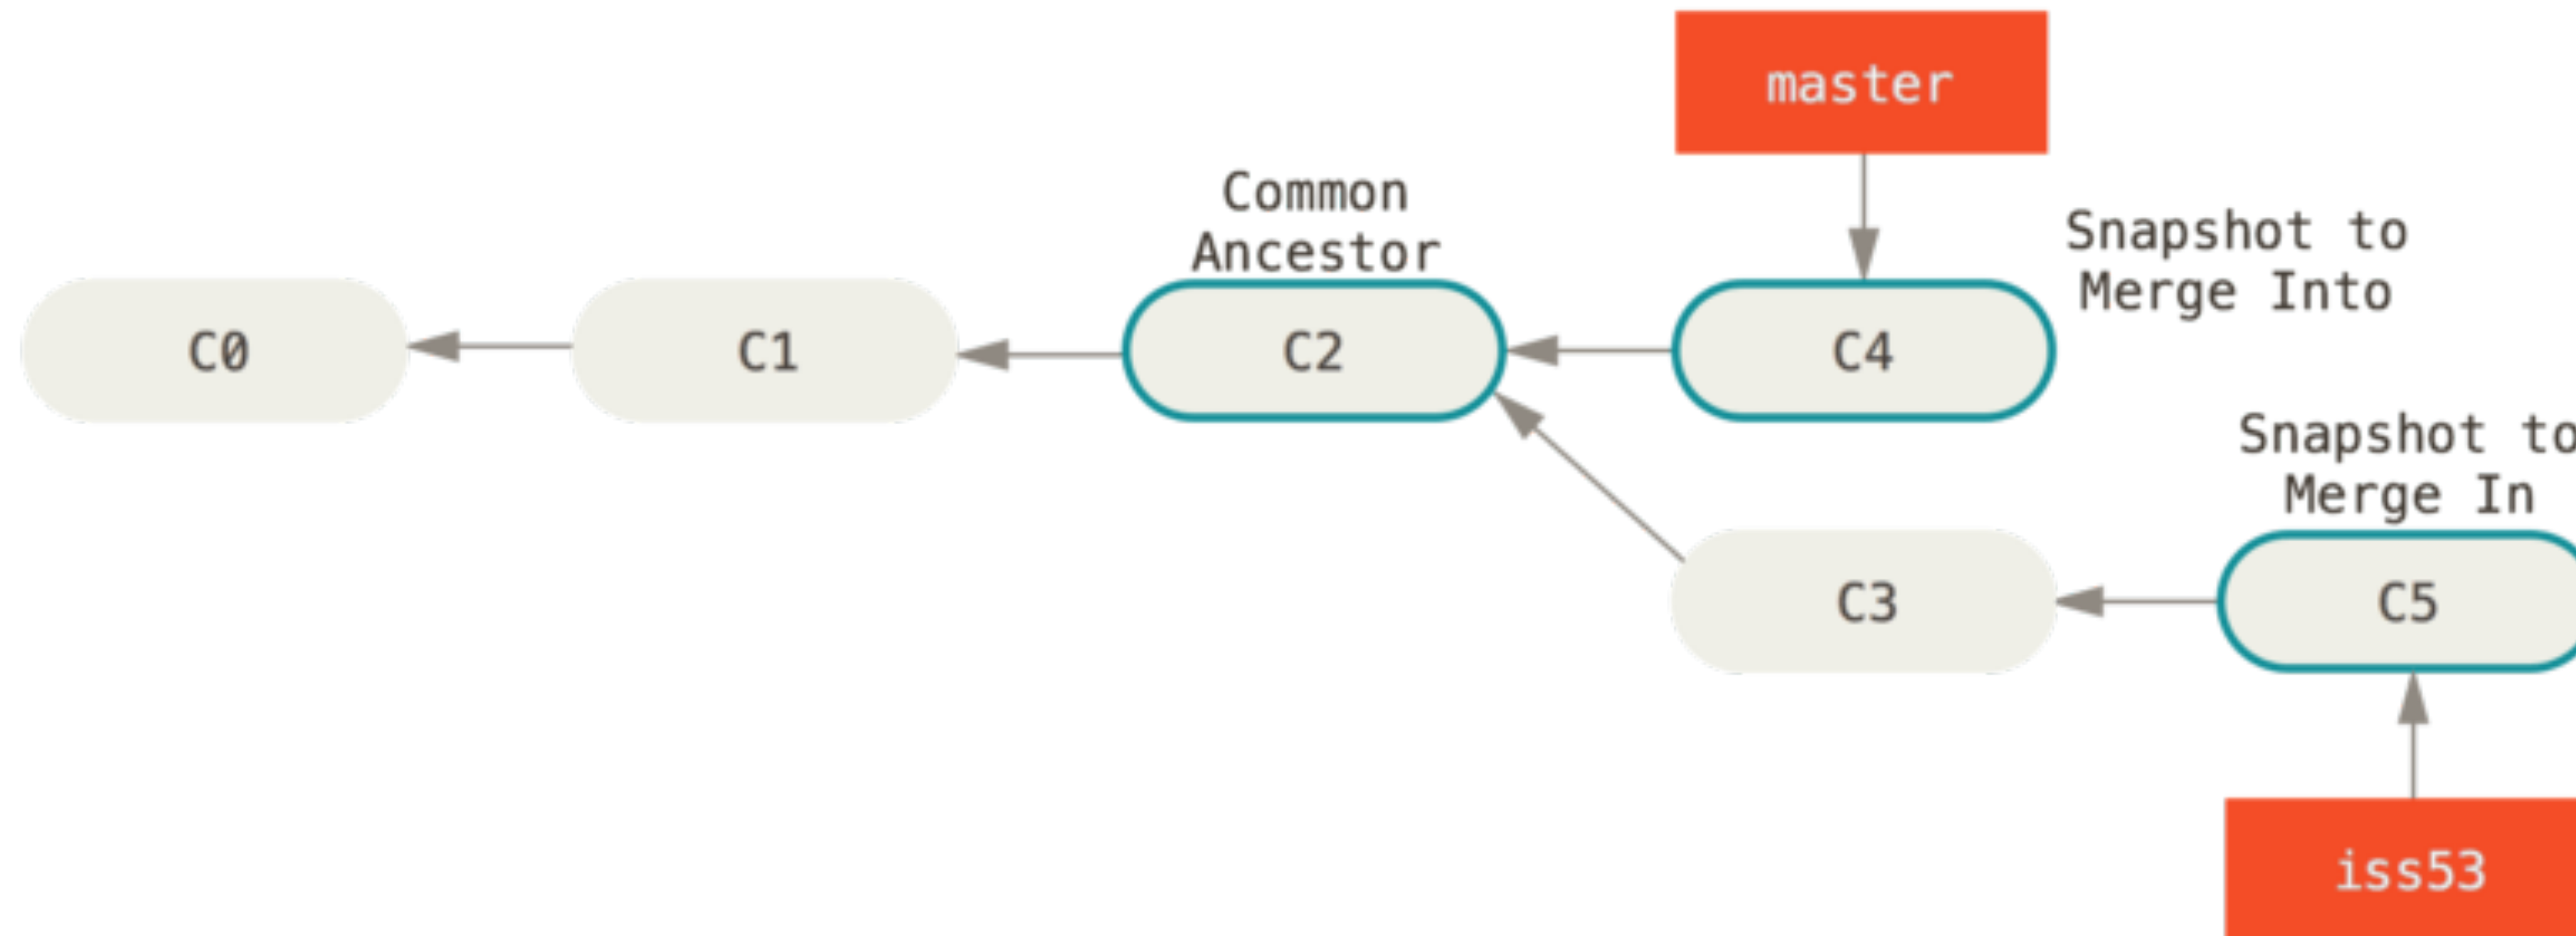 master
Common
Ancestor
Snapshot to
Merge Into
C0
C1
C2
C4
Snapshot to
Merge In
C3
C5
iss53